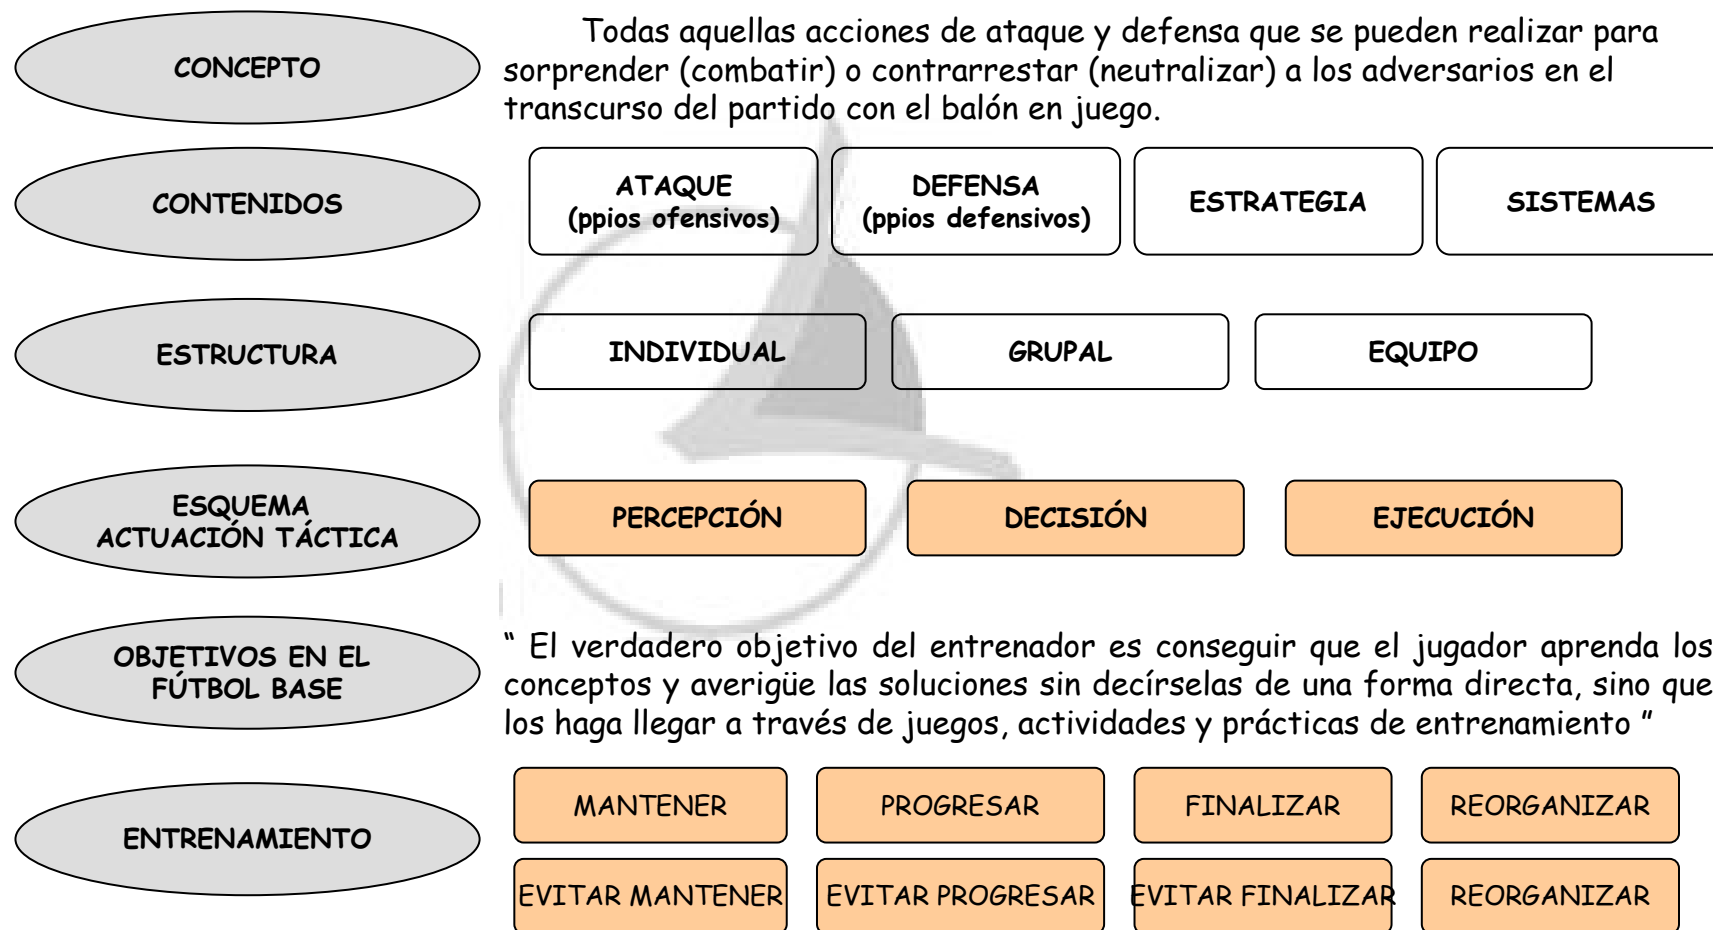 CONCEPTO
Todas aquellas acciones de ataque y defensa que se pueden realizar para
sorprender (combatir) o contrarrestar (neutralizar) a los adversarios en el
transcurso del partido con el balón en juego.
CONTENIDOS
ATAQUE
(ppios ofensivos)
DEFENSA
(ppios defensivos)
ESTRATEGIA
SISTEMAS
ESTRUCTURA
INDIVIDUAL
GRUPAL
EQUIPO
ESQUEMA
ACTUACIÓN TÁCTICA
PERCEPCIÓN
DECISIÓN
EJECUCIÓN
OBJETIVOS EN EL
FÚTBOL BASE
“ El verdadero objetivo del entrenador es conseguir que el jugador aprenda los
conceptos y averigüe las soluciones sin decírselas de una forma directa, sino que
los haga llegar a través de juegos, actividades y prácticas de entrenamiento ”
ENTRENAMIENTO
MANTENER
PROGRESAR
FINALIZAR
REORGANIZAR
EVITAR MANTENER
EVITAR PROGRESAR
EVITAR FINALIZAR
REORGANIZAR